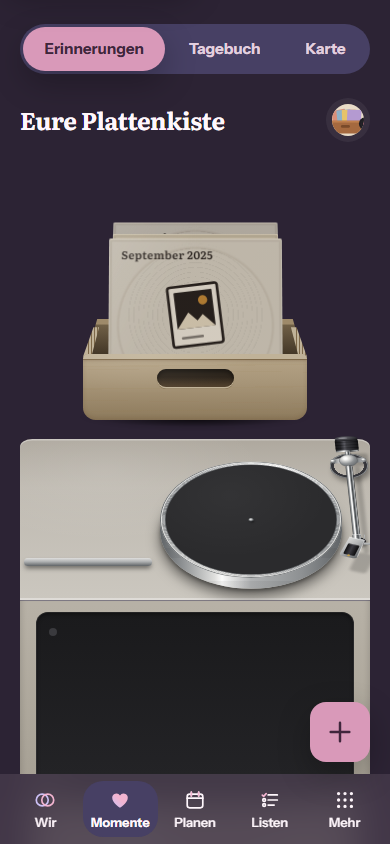 Erinnerungen
Tagebuch
Karte
Eure Plattenkiste
September 2025
Wir
Momente
Planen
Listen
Mehr